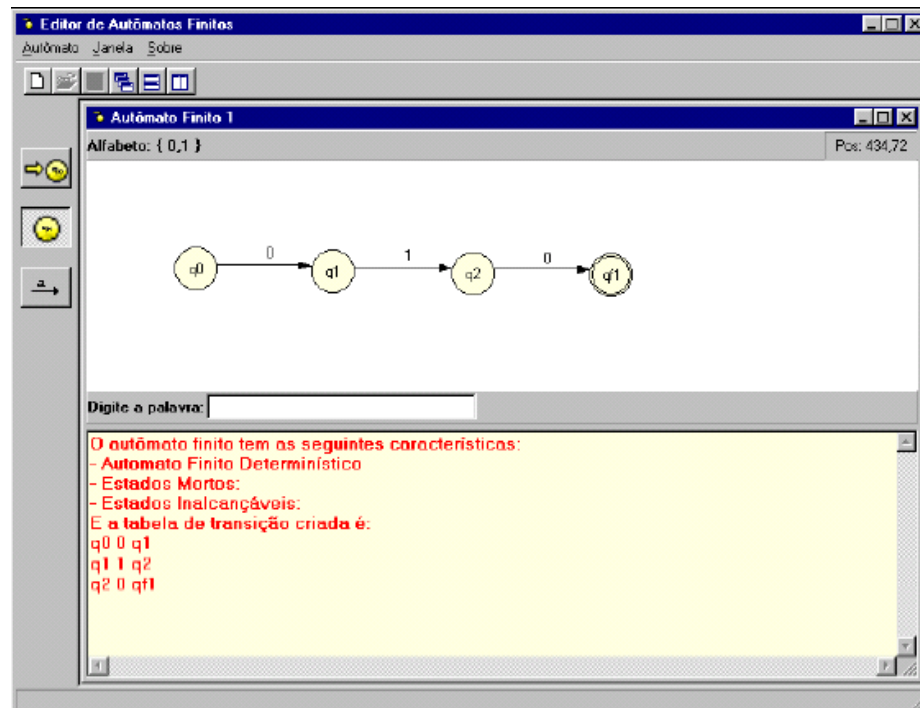 Editor de Autômatos Finitos
Autômato Janela Sobre
Autômato Finito 1
Alfabeto: { 0,1 }
Pos: 434,72
q0
0
q1
1
q2
0
qf1
a
Digite a palavra:
O autômato finito tem as seguintes características:
- Automato Finito Determinístico
- Estados Mortos:
- Estados Inalcançáveis:
E a tabela de transição criada é:
q0 0 q1
q1 1 q2
q2 0 qf1